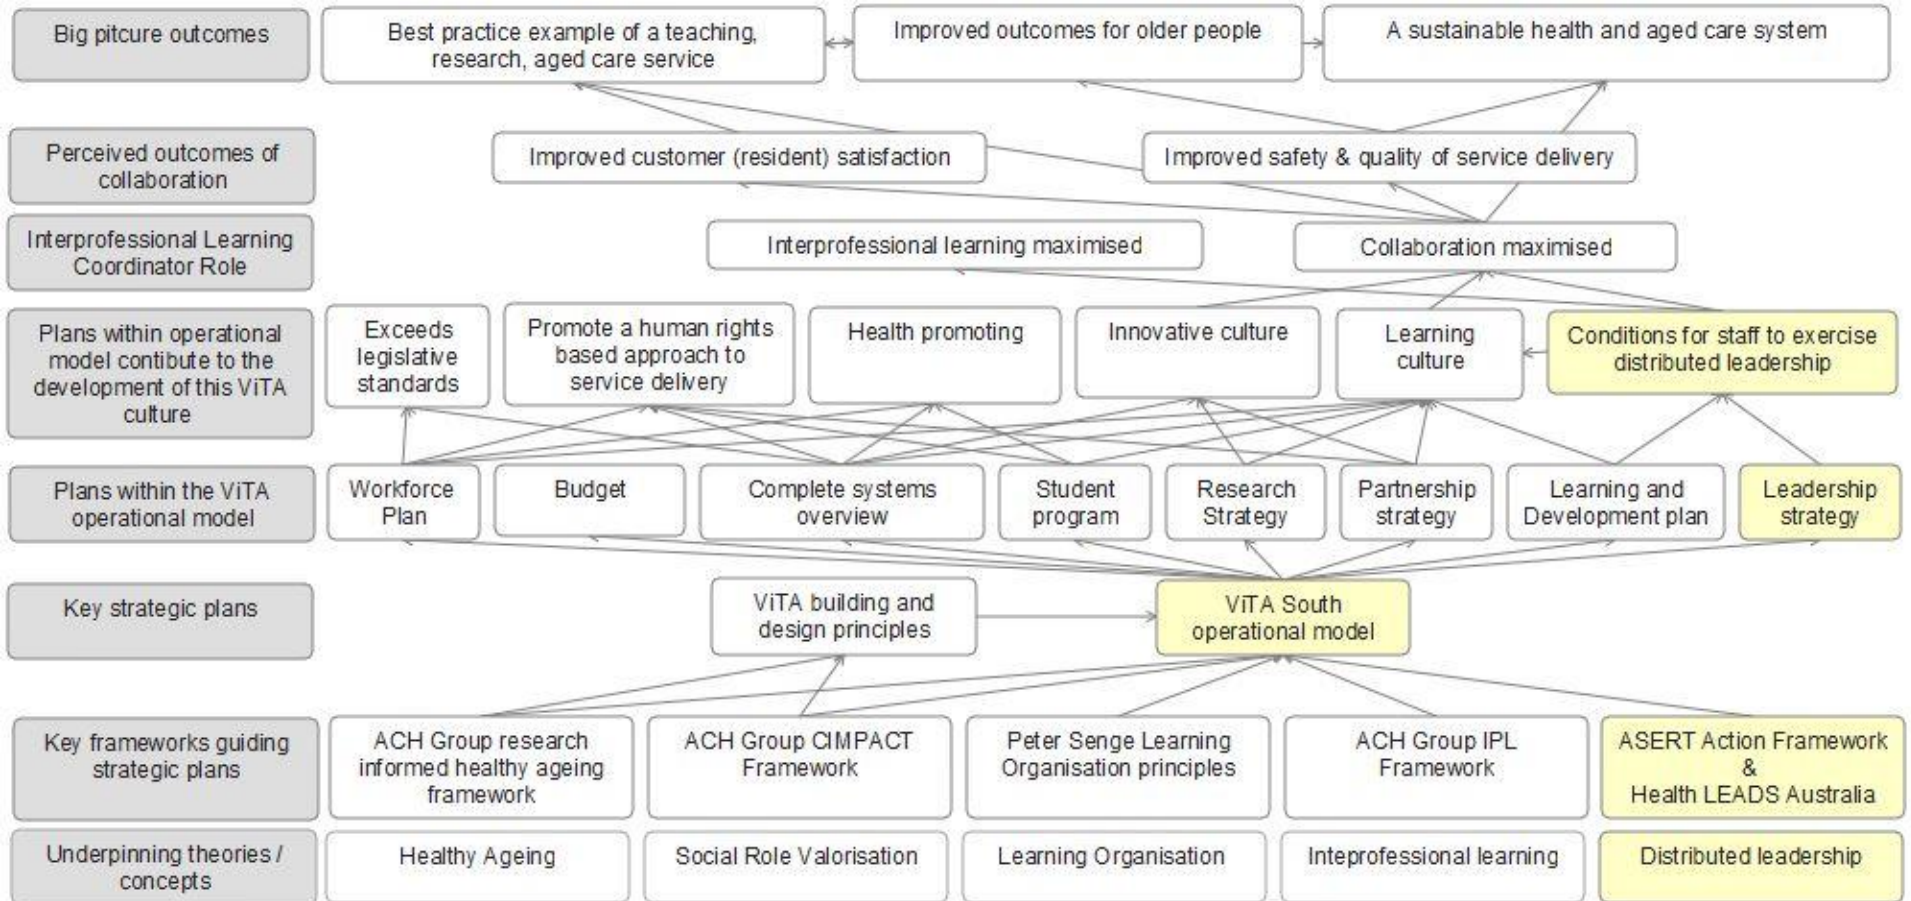 Big pitcure outcomes
Best practice example of a teaching,
research, aged care service
Improved outcomes for older people
A sustainable health and aged care system
Perceived outcomes of
collaboration
Improved customer (resident) satisfaction
Improved safety & quality of service delivery
Interprofessional Learning
Coordinator Role
Interprofessional learning maximised
Collaboration maximised
Plans within operational
model contibute to the
development of this ViTA
culture
Exceeds
legislative
standards
Promote a human rights
based approach to
service delivery
Health promoting
Innovative culture
Learning
culture
Conditions for staff to exercise
distributed leadership
Plans within the ViTA
operational model
Workforce
Plan
Budget
Complete systems
overview
Student
program
Research
Strategy
Partnership
strategy
Learning and
Development plan
Leadership
strategy
Key strategic plans
ViTA building and
design principles
ViTA South
operational model
Key frameworks guiding
strategic plans
ACH Group research
informed healthy ageing
framework
ACH Group CIMPACT
Framework
Peter Senge Learning
Organisation principles
ACH Group IPL
Framework
ASERT Action Framework
&
Health LEADS Australia
Underpinning theories /
concepts
Healthy Ageing
Social Role Valorisation
Learning Organisation
Inteprofessional learning
Distributed leadership